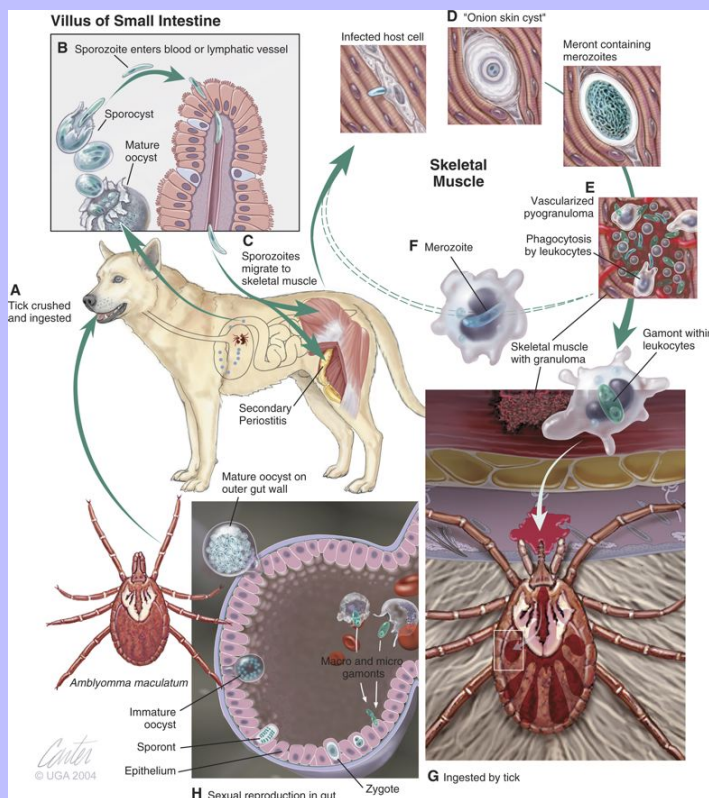 Villus of Small Intestine
B Sporozoite enters blood or lymphatic vessel
Sporocyst
Mature
oocyst
Infected host cell
D "Onion skin cyst"
Meront containing
merozoites
Skeletal
Muscle
E
Vascularized
pyogranuloma
Phagocytosis
by leukocytes
F Merozoite
Skeletal muscle
with granuloma
Gamont within
leukocytes
A
Tick crushed
and ingested
C
Sporozoites
migrate to
skeletal muscle
Secondary
Periostitis
Mature oocyst on
outer gut wall
Macro and micro
gamonts
Amblyomma maculatum
Immature
oocyst
Sporont
Epithelium
Zygote
H Sexual reproduction in gut
G Ingested by tick
Carter
© UGA 2004